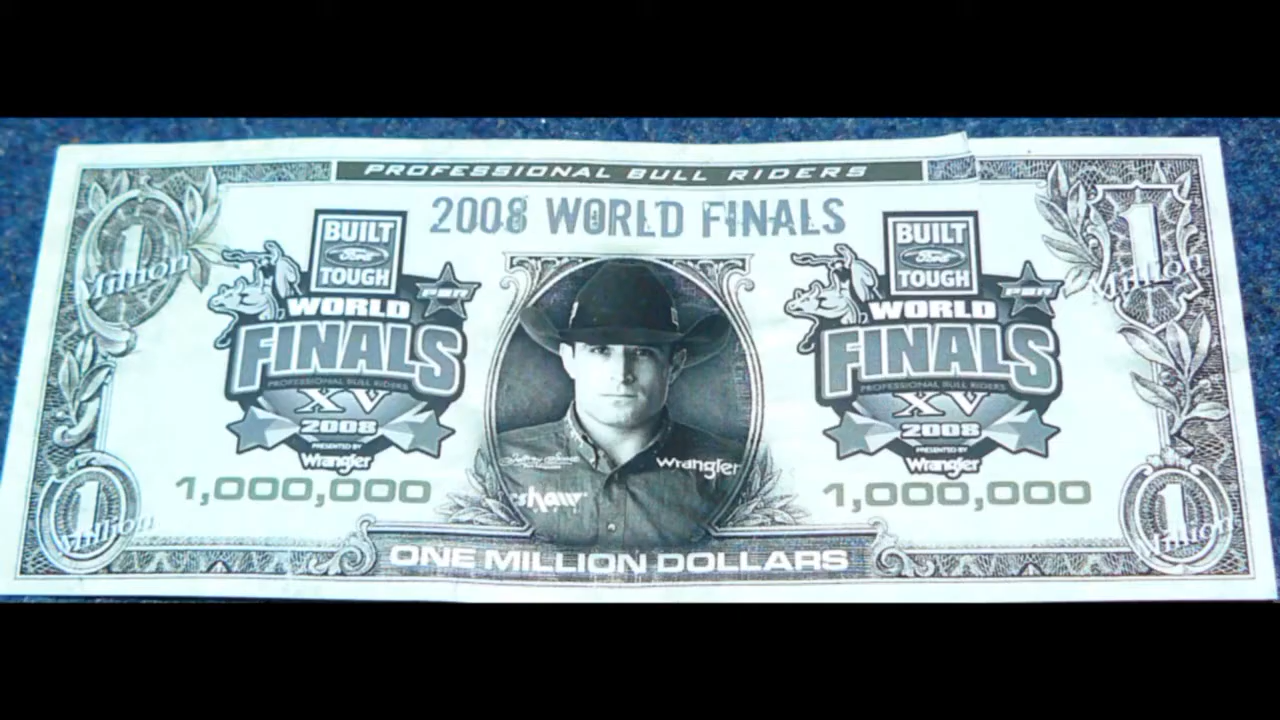 PROFESSIONAL BULL RIDERS
2008 WORLD FINALS
1
Million
1
Million
BUILT
Ford
TOUGH
PBR
WORLD
FINALS
PROFESSIONAL BULL RIDERS
XV
2008
PRESENTED BY
Wrangler
1,000,000
Wrangler
shaw
BUILT
Ford
TOUGH
PBR
WORLD
FINALS
PROFESSIONAL BULL RIDERS
XV
2008
PRESENTED BY
Wrangler
1,000,000
1
Million
1
Million
ONE MILLION DOLLARS